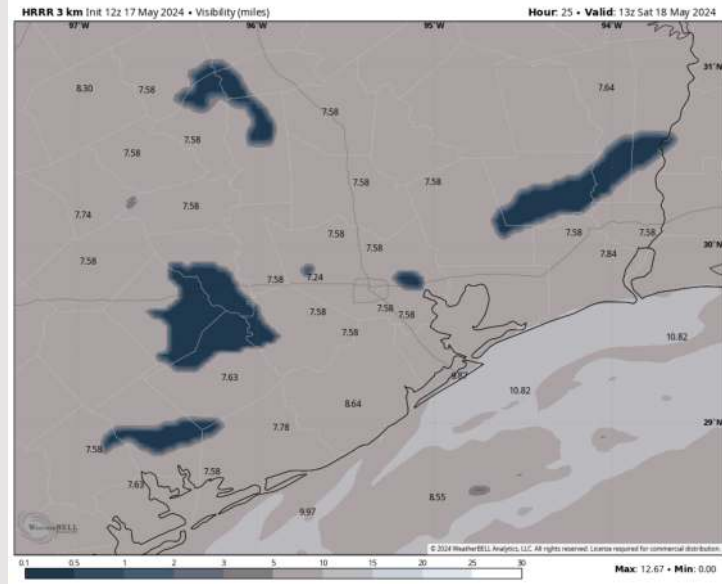 HRRR 3 km Init 12z 17 May 2024 • Visibility (miles) Hour: 25 • Valid: 13z Sat 18 May 2024
97°W 96°W 95°W 94°W
31°N
8.30 7.58 7.64
7.58
7.58
7.58
7.58 7.58
7.74 7.58
7.58 7.58 7.58
7.58 7.84
7.58 30°N
7.58 7.24
7.58 7.58 7.58
7.58
10.82
7.63 9.82
10.82
8.64
7.78 29°N
7.58
7.58
7.63
8.55
9.97
WeatherBELL
© 2024 WeatherBELL Analytics, LLC. All rights reserved. License required for commercial distribution.
0.1 0.5 1 2 3 5 10 15 20 25 30
Max: 12.67 • Min: 0.00